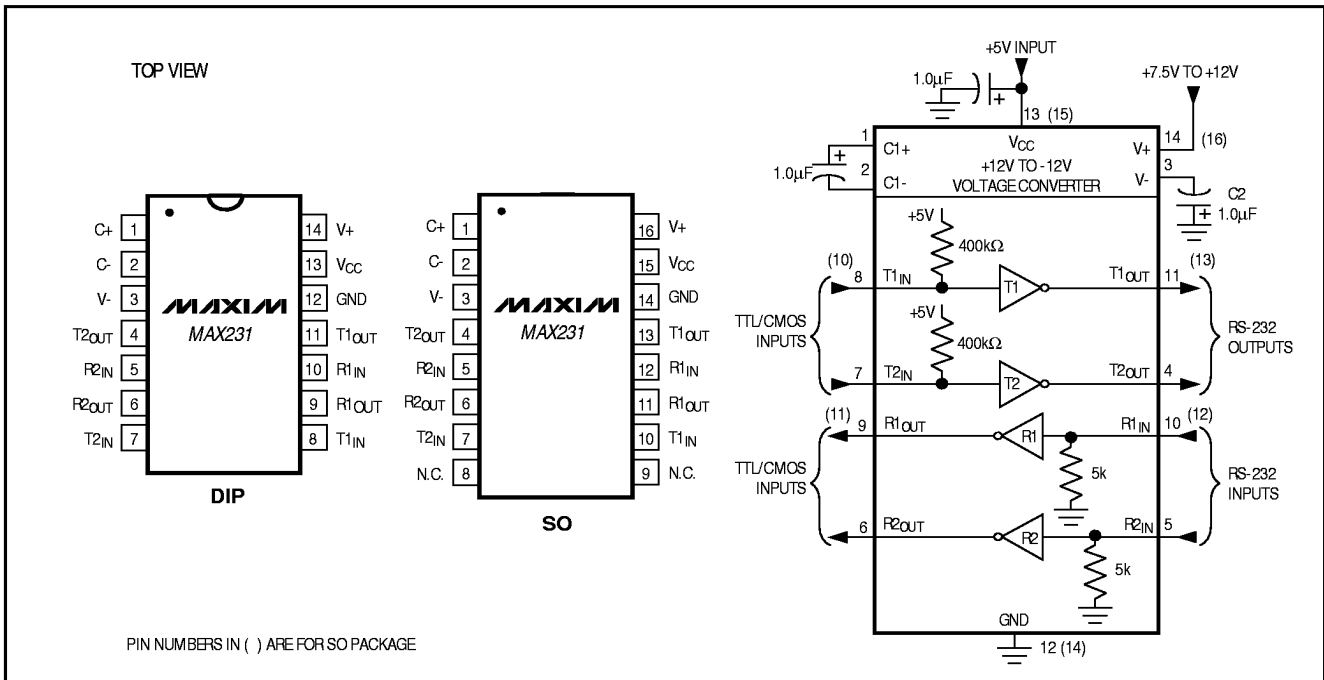 TOP VIEW
C+ 1
C- 2
V- 3
T2OUT 4
R2IN 5
R2OUT 6
T2IN 7
14 V+
13 VCC
12 GND
11 T1OUT
10 R1IN
9 R1OUT
8 T1IN
MAXIM
MAX231
DIP
C+ 1
C- 2
V- 3
T2OUT 4
R2IN 5
R2OUT 6
T2IN 7
N.C. 8
16 V+
15 VCC
14 GND
13 T1OUT
12 R1IN
11 R1OUT
10 T1IN
9 N.C.
MAXIM
MAX231
SO
PIN NUMBERS IN ( ) ARE FOR SO PACKAGE
+5V INPUT
1.0µF
+
+7.5V TO +12V
13 (15)
1
C1+
VCC
V+
14
(16)
1.0µF
+
2
C1-
+12V TO -12V
VOLTAGE CONVERTER
V-
3
C2
+ 1.0µF
+5V
400kΩ
(10)
8
T1IN
T1
T1OUT
11
(13)
TTL/CMOS
INPUTS
+5V
400kΩ
RS-232
OUTPUTS
7
T2IN
T2
T2OUT
4
(11)
9
R1OUT
R1
R1IN
10
(12)
TTL/CMOS
INPUTS
5k
RS-232
INPUTS
6
R2OUT
R2
R2IN
5
5k
GND
12 (14)